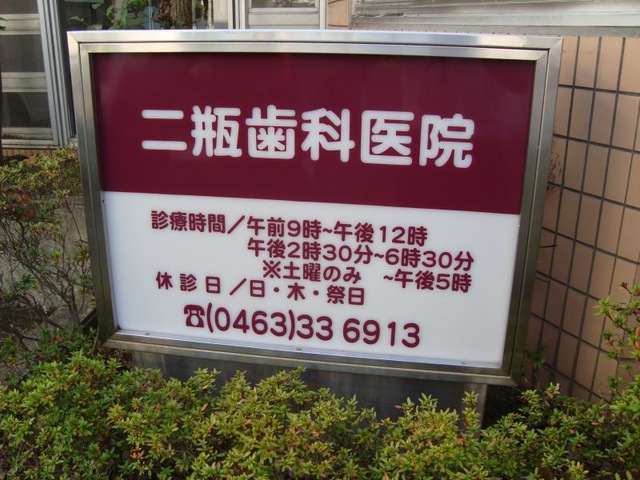 二瓶歯科医院
診療時間／午前9時~午後12時
午後2時30分~6時30分
※土曜のみ ~午後5時
休診日／日・木・祭日
☎(0463)33 6913